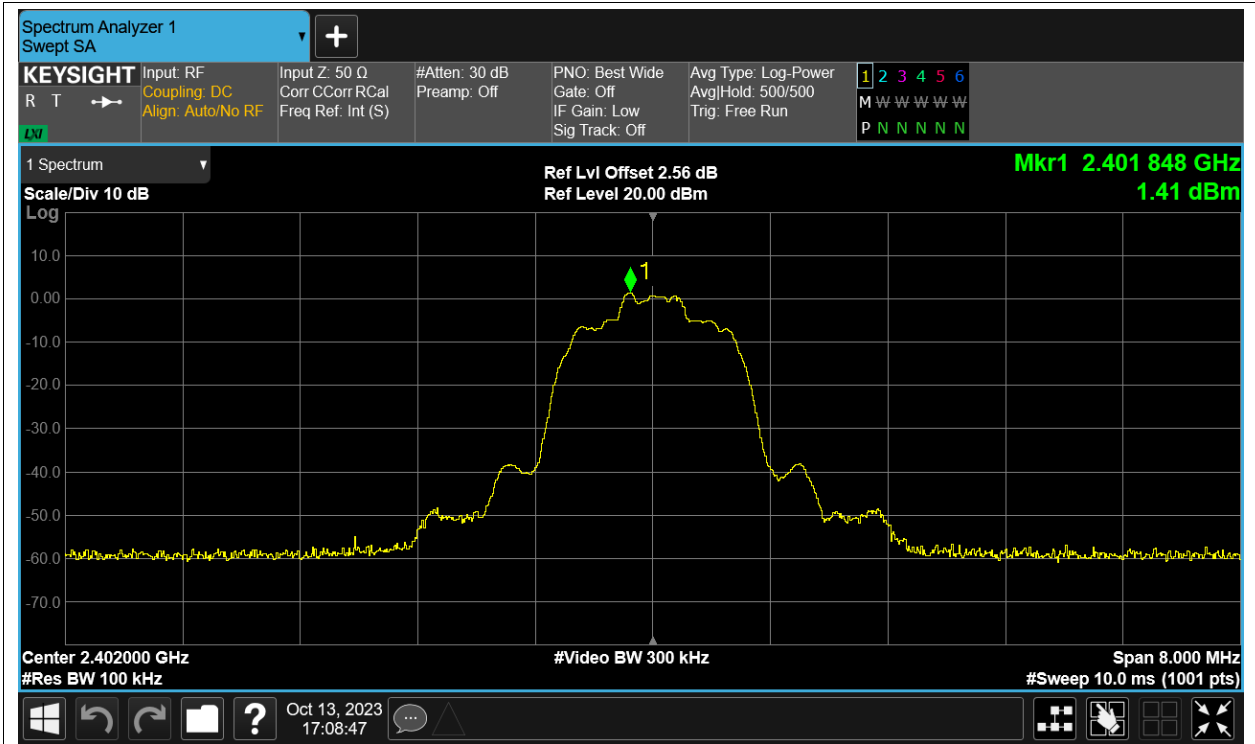 Spectrum Analyzer 1
Swept SA
KEYSIGHT
R T
LXI
Input: RF
Coupling: DC
Align: Auto/No RF
Input Z: 50 Ω
Corr CCorr RCal
Freq Ref: Int (S)
#Atten: 30 dB
Preamp: Off
PNO: Best Wide
Gate: Off
IF Gain: Low
Sig Track: Off
Avg Type: Log-Power
Avg|Hold: 500/500
Trig: Free Run
1 2 3 4 5 6
M W W W W W
P N N N N N
1 Spectrum
Scale/Div 10 dB
Log
Ref Lvl Offset 2.56 dB
Ref Level 20.00 dBm
Mkr1 2.401 848 GHz
1.41 dBm
1
10.0
0.00
-10.0
-20.0
-30.0
-40.0
-50.0
-60.0
-70.0
Center 2.402000 GHz
#Res BW 100 kHz
#Video BW 300 kHz
Span 8.000 MHz
#Sweep 10.0 ms (1001 pts)
?
Oct 13, 2023
17:08:47